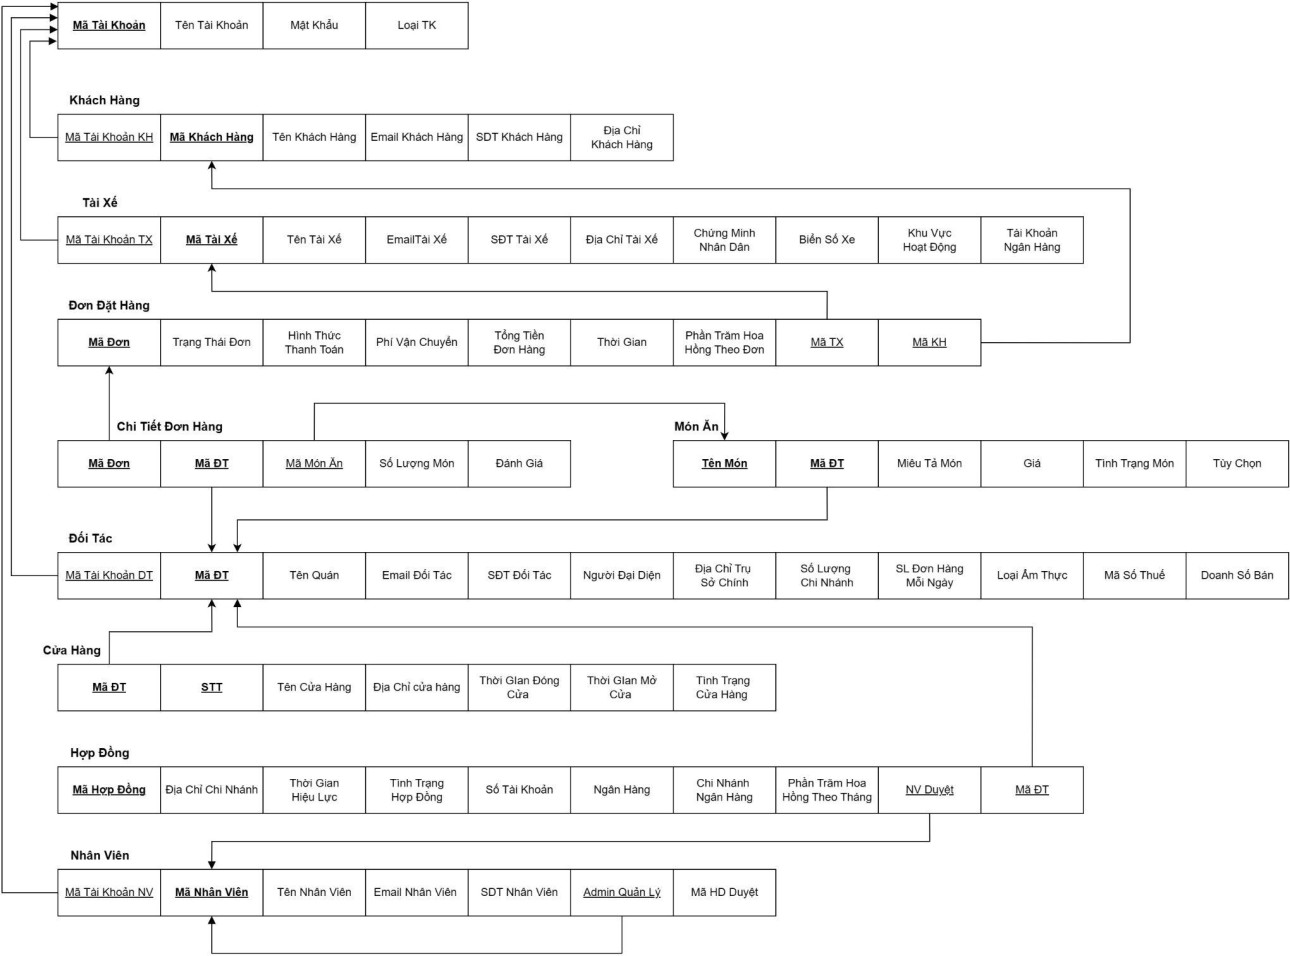 Mã Tài Khoản Tên Tài Khoản Mật Khẩu Loại TK
Khách Hàng
Mã Tài Khoản KH Mã Khách Hàng Tên Khách Hàng Email Khách Hàng SDT Khách Hàng Địa Chỉ
Khách Hàng
Tài Xế
Mã Tài Khoản TX Mã Tài Xế Tên Tài Xế EmailTài Xế SĐT Tài Xế Địa Chỉ Tài Xế Chứng Minh
Nhân Dân Biển Số Xe Khu Vực
Hoạt Động Tài Khoản
Ngân Hàng
Đơn Đặt Hàng
Mã Đơn Trạng Thái Đơn Hình Thức
Thanh Toán Phí Vận Chuyển Tổng Tiền
Đơn Hàng Thời Gian Phần Trăm Hoa
Hồng Theo Đơn Mã TX Mã KH
Chi Tiết Đơn Hàng
Mã Đơn Mã ĐT Mã Món Ăn Số Lượng Món Đánh Giá
Món Ăn
Tên Món Mã ĐT Miêu Tả Món Giá Tình Trạng Món Tùy Chọn
Đối Tác
Mã Tài Khoản DT Mã ĐT Tên Quán Email Đối Tác SĐT Đối Tác Người Đại Diện Địa Chỉ Trụ
Sở Chính Số Lượng
Chi Nhánh SL Đơn Hàng
Mỗi Ngày Loại Ẩm Thực Mã Số Thuế Doanh Số Bán
Cửa Hàng
Mã ĐT STT Tên Cửa Hàng Địa Chỉ cửa hàng Thời GIan Đóng
Cửa Thời GIan Mở
Cửa Tình Trạng
Cửa Hàng
Hợp Đồng
Mã Hợp Đồng Địa Chỉ Chi Nhánh Thời Gian
Hiệu Lực Tình Trạng
Hợp Đồng Số Tài Khoản Ngân Hàng Chi Nhánh
Ngân Hàng Phần Trăm Hoa
Hồng Theo Tháng NV Duyệt Mã ĐT
Nhân Viên
Mã Tài Khoản NV Mã Nhân Viên Tên Nhân Viên Email Nhân Viên SDT Nhân Viên Admin Quản Lý Mã HD Duyệt